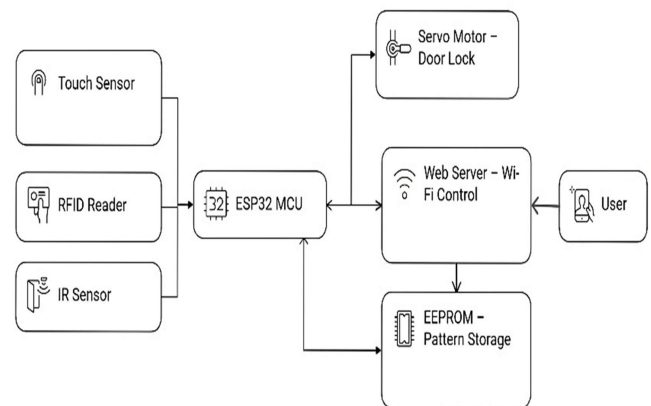 Servo Motor –
Door Lock
Touch Sensor
Web Server – Wi-
Fi Control
RFID Reader
32
ESP32 MCU
User
IR Sensor
EEPROM –
Pattern Storage